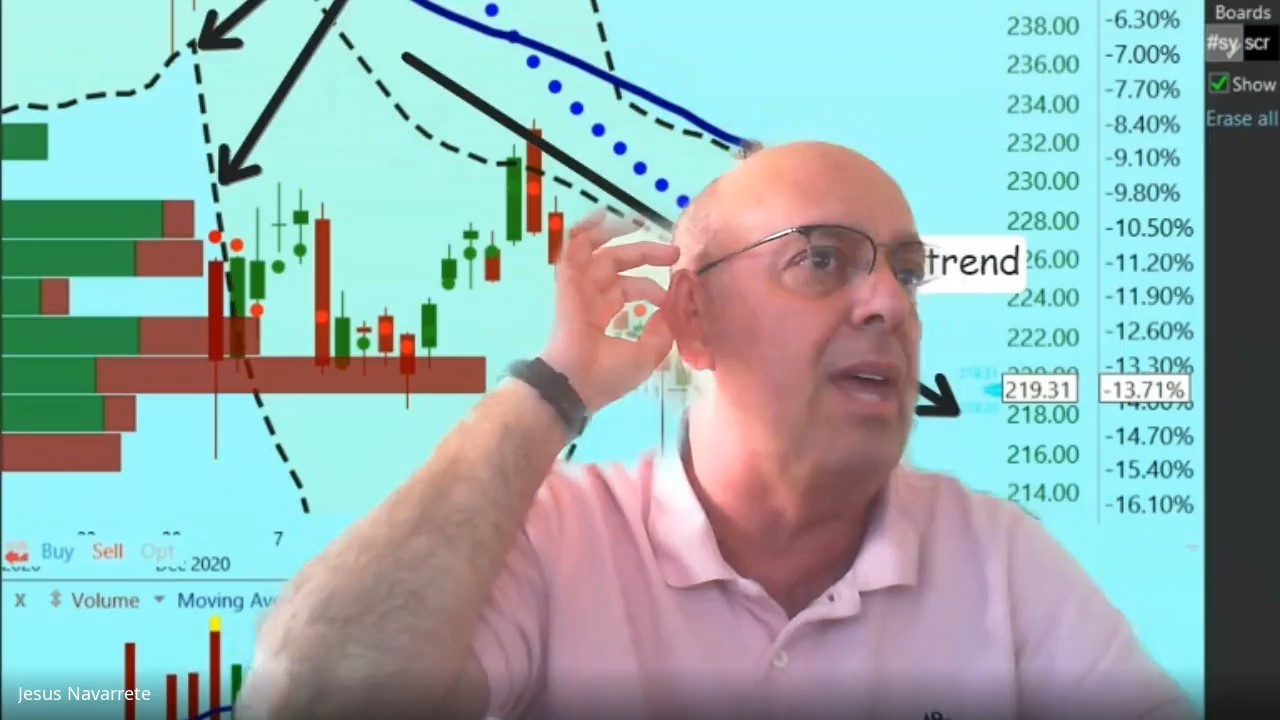 Boards
#sy scr
Show
Erase all
238.00 -6.30%
236.00 -7.00%
234.00 -7.70%
232.00 -8.40%
230.00 -9.10%
228.00 -9.80%
-10.50%
trend 26.00 -11.20%
224.00 -11.90%
222.00 -12.60%
-13.30%
219.31 -13.71%
218.00
216.00 -14.70%
214.00 -15.40%
-16.10%
7
Buy Sell Opt
Dec 2020
X Volume Moving Av
Jesus Navarrete